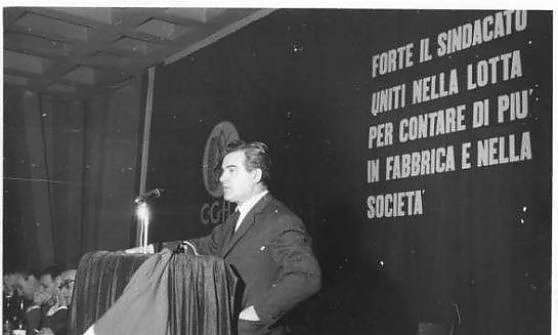 FORTE IL SINDACATO
UNITI NELLA LOTTA
PER CONTARE DI PIU'
IN FABBRICA E NELLA
SOCIETA'